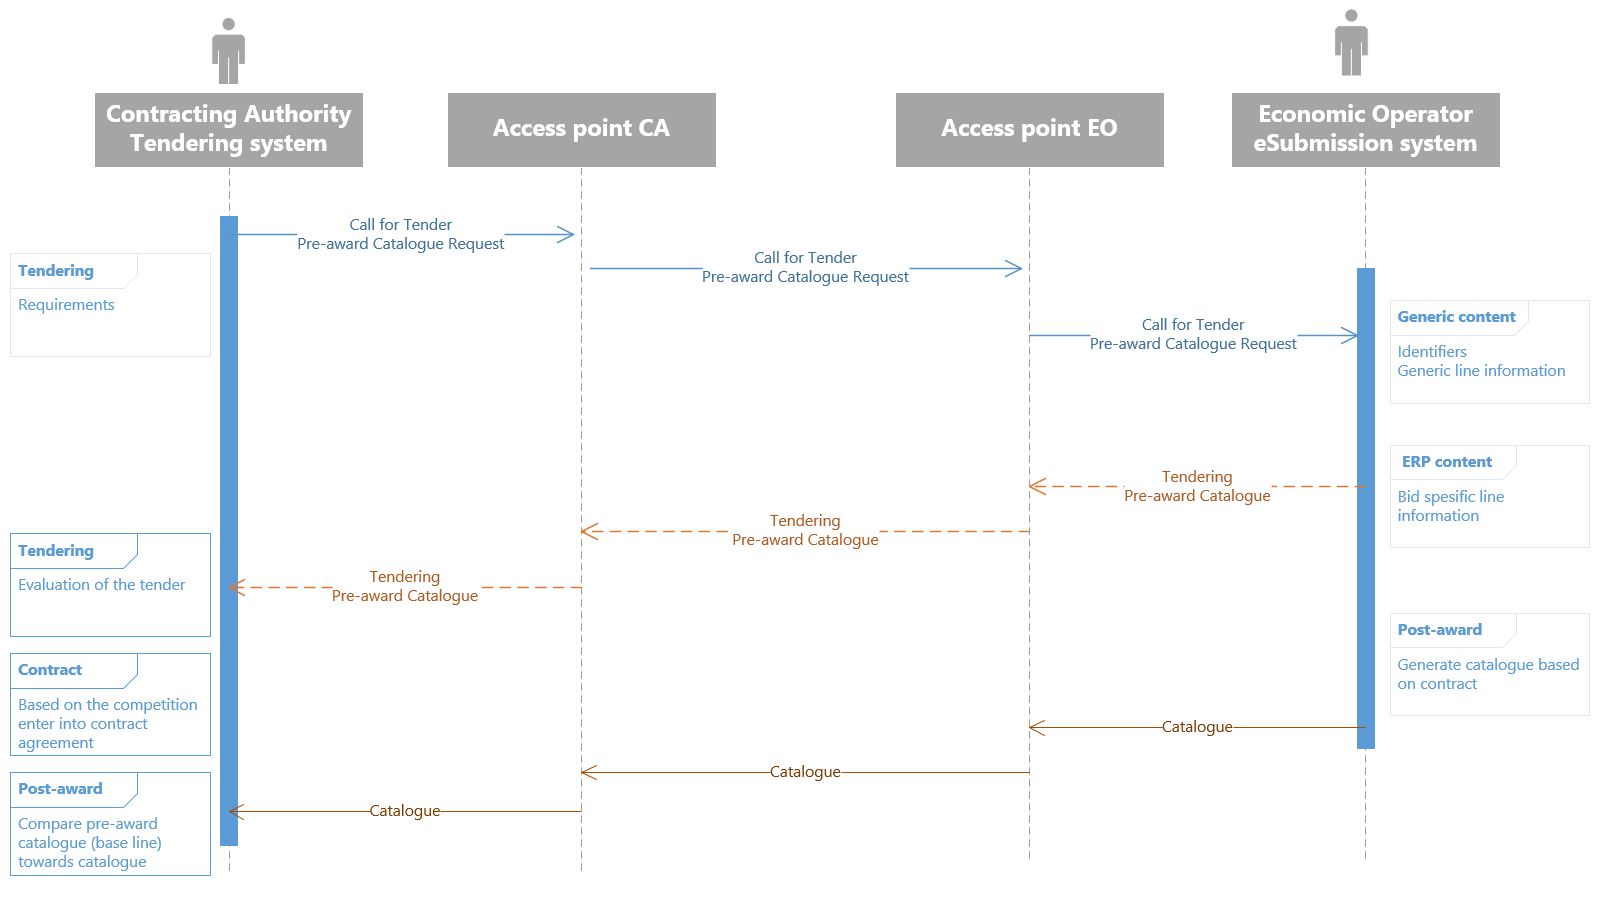 Contracting Authority
Tendering system
Access point CA
Access point EO
Economic Operator
eSubmission system
Call for Tender
Pre-award Catalogue Request
Call for Tender
Pre-award Catalogue Request
Tendering
Requirements
Call for Tender
Pre-award Catalogue Request
Generic content
Identifiers
Generic line information
ERP content
Bid spesific line
information
Tendering
Pre-award Catalogue
Tendering
Pre-award Catalogue
Tendering
Evaluation of the tender
Tendering
Pre-award Catalogue
Post-award
Generate catalogue based
on contract
Contract
Based on the competition
enter into contract
agreement
Catalogue
Catalogue
Post-award
Compare pre-award
catalogue (base line)
towards catalogue
Catalogue